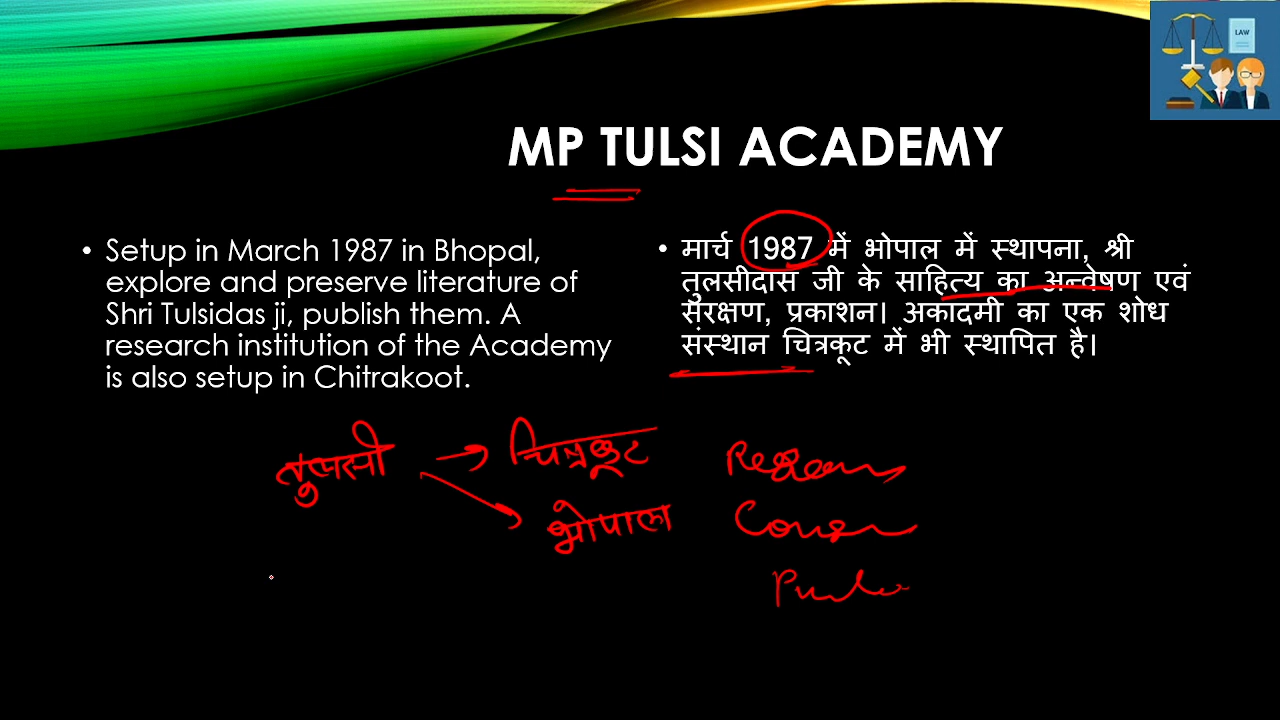 LAW
MP TULSI ACADEMY
• Setup in March 1987 in Bhopal,
explore and preserve literature of
Shri Tulsidas ji, publish them. A
research institution of the Academy
is also setup in Chitrakoot.
• मार्च 1987 में भोपाल में स्थापना, श्री
तुलसीदास जी के साहित्य का अन्वेषण एवं
संरक्षण, प्रकाशन। अकादमी का एक शोध
संस्थान चित्रकूट में भी स्थापित है।
तुलसी → चित्रकूट
भोपाल